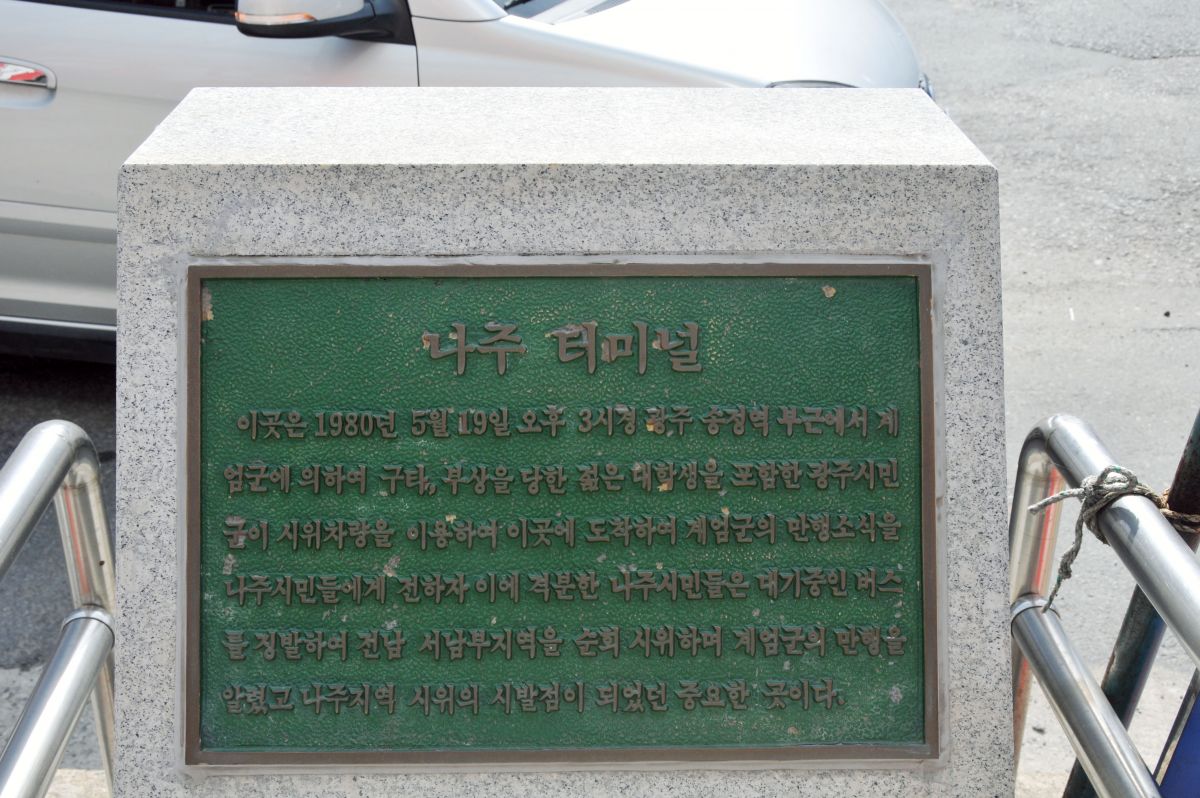 나주 터미널
이곳은 1980년 5월 19일 오후 3시경 광주 송정역 부근에서 계
엄군에 의하여 구타, 부상을 당한 젊은 대학생을 포함한 광주시민
군이 시위차량을 이용하여 이곳에 도착하여 계엄군의 만행소식을
나주시민들에게 전하자 이에 격분한 나주시민들은 대기중인 버스
를 징발하여 전남 서남부지역을 순회 시위하며 계엄군의 만행을
알렸고 나주지역 시위의 시발점이 되었던 중요한 곳이다.